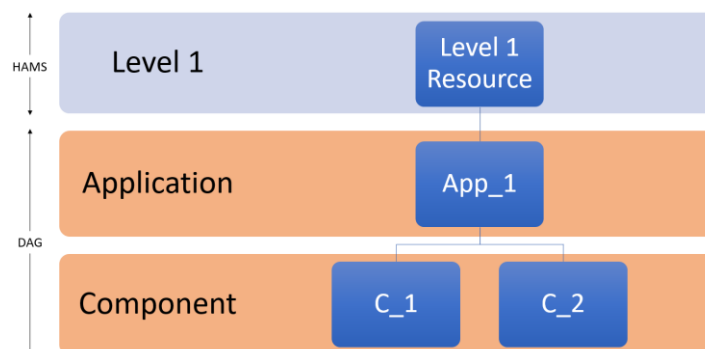 HAMS
Level 1
Level 1
Resource
DAG
Application
App_1
Component
C_1
C_2